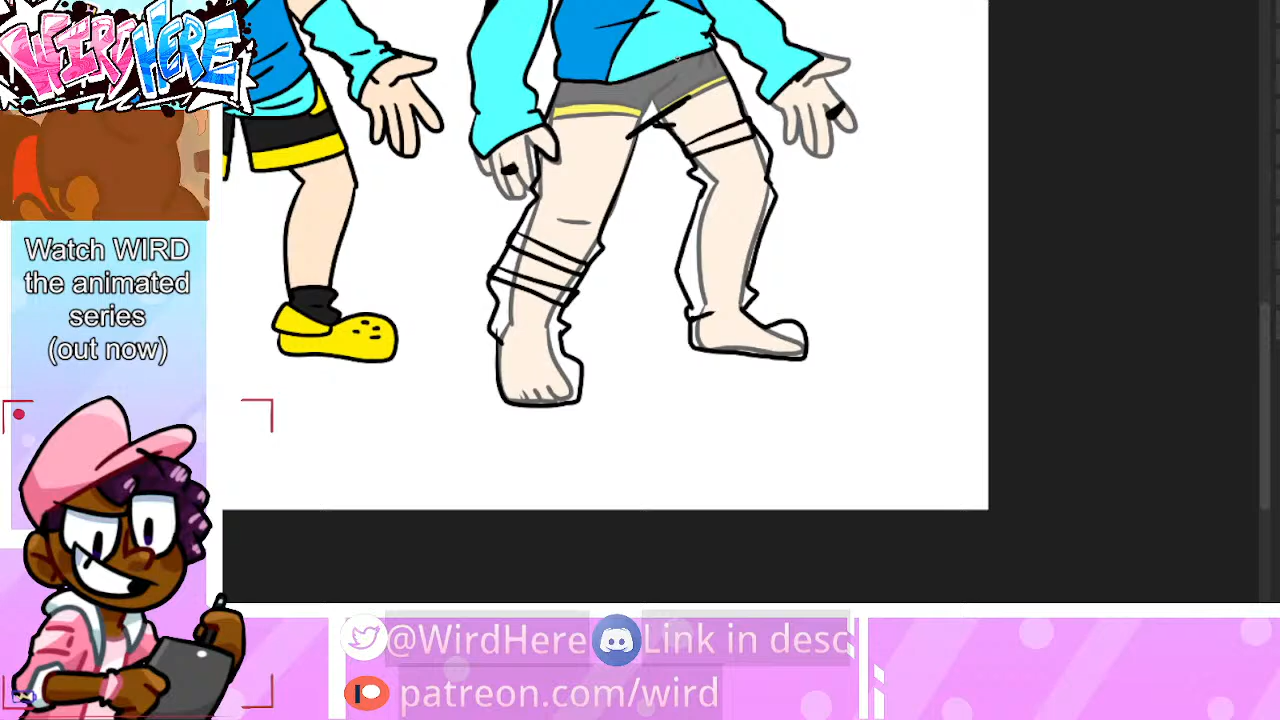 WIRDHERE
Watch WIRD
the animated
series
(out now)
@WirdHere Link in desc
patreon.com/wird